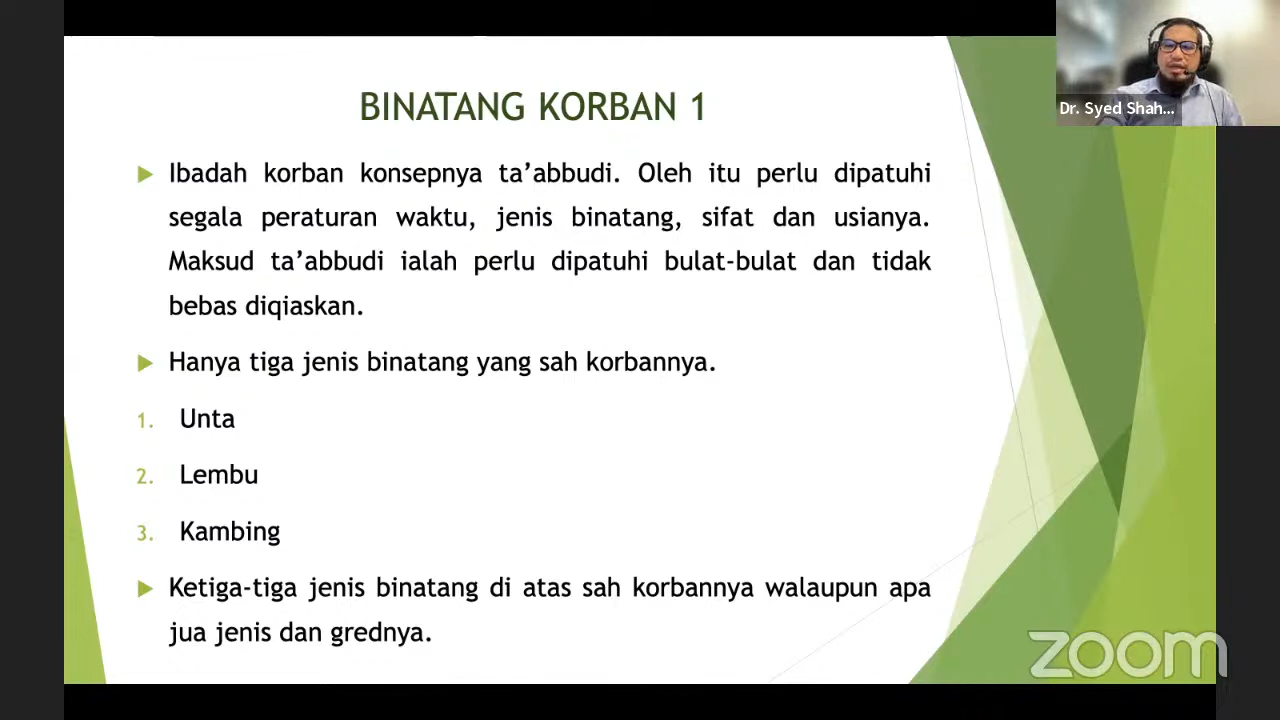 BINATANG KORBAN 1
Dr. Syed Shah...
Ibadah korban konsepnya ta’abbudi. Oleh itu perlu dipatuhi
segala peraturan waktu, jenis binatang, sifat dan usianya.
Maksud ta’abbudi ialah perlu dipatuhi bulat-bulat dan tidak
bebas diqiaskan.
Hanya tiga jenis binatang yang sah korbannya.
1. Unta
2. Lembu
3. Kambing
Ketiga-tiga jenis binatang di atas sah korbannya walaupun apa
jua jenis dan grednya.
zoom